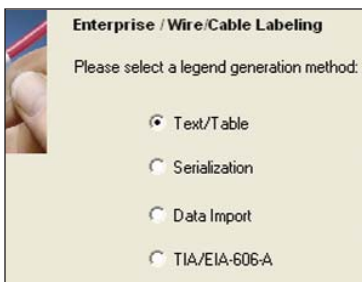 Enterprise / Wire/Cable Labeling
Please select a legend generation method:
Text/Table
Serialization
Data Import
TIA/EIA-606-A